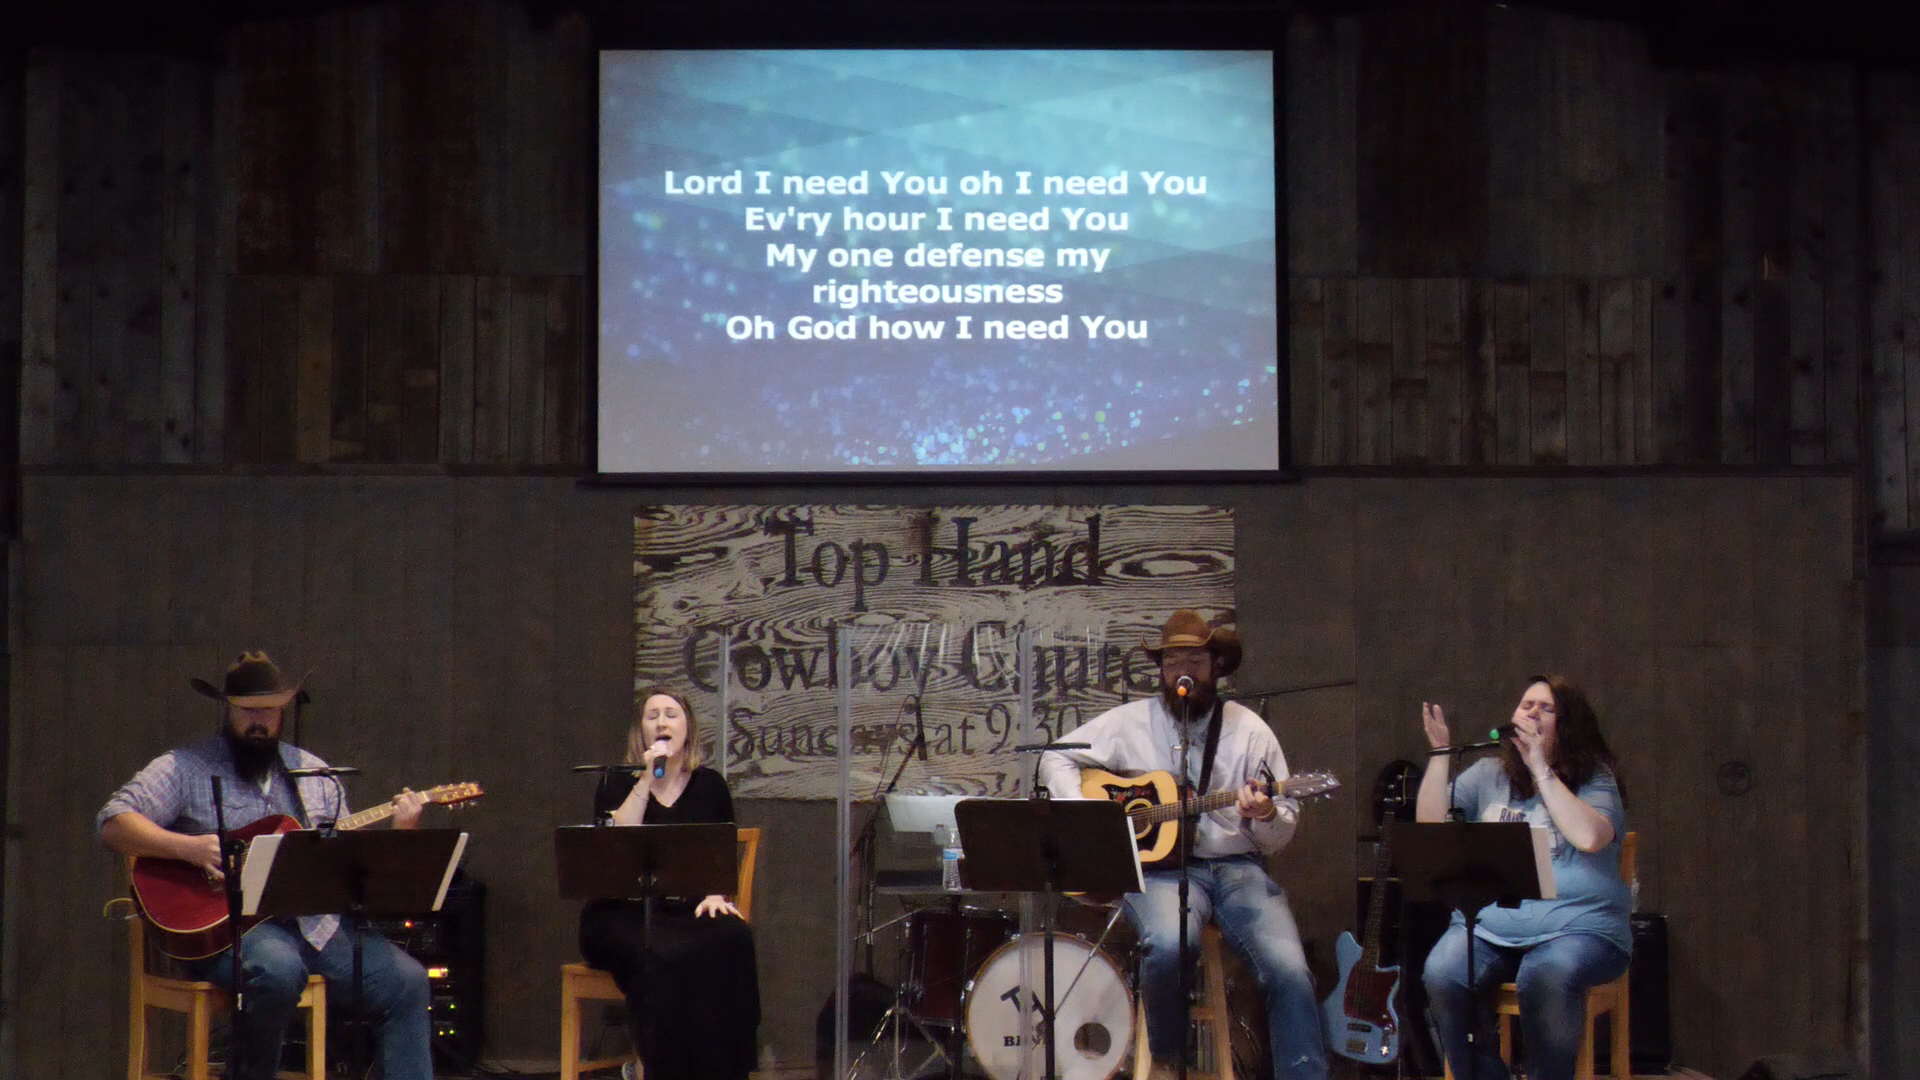 Lord I need You oh I need You
Ev'ry hour I need You
My one defense my
righteousness
Oh God how I need You
Top Hand
Cowboy
Sundays at 9:30